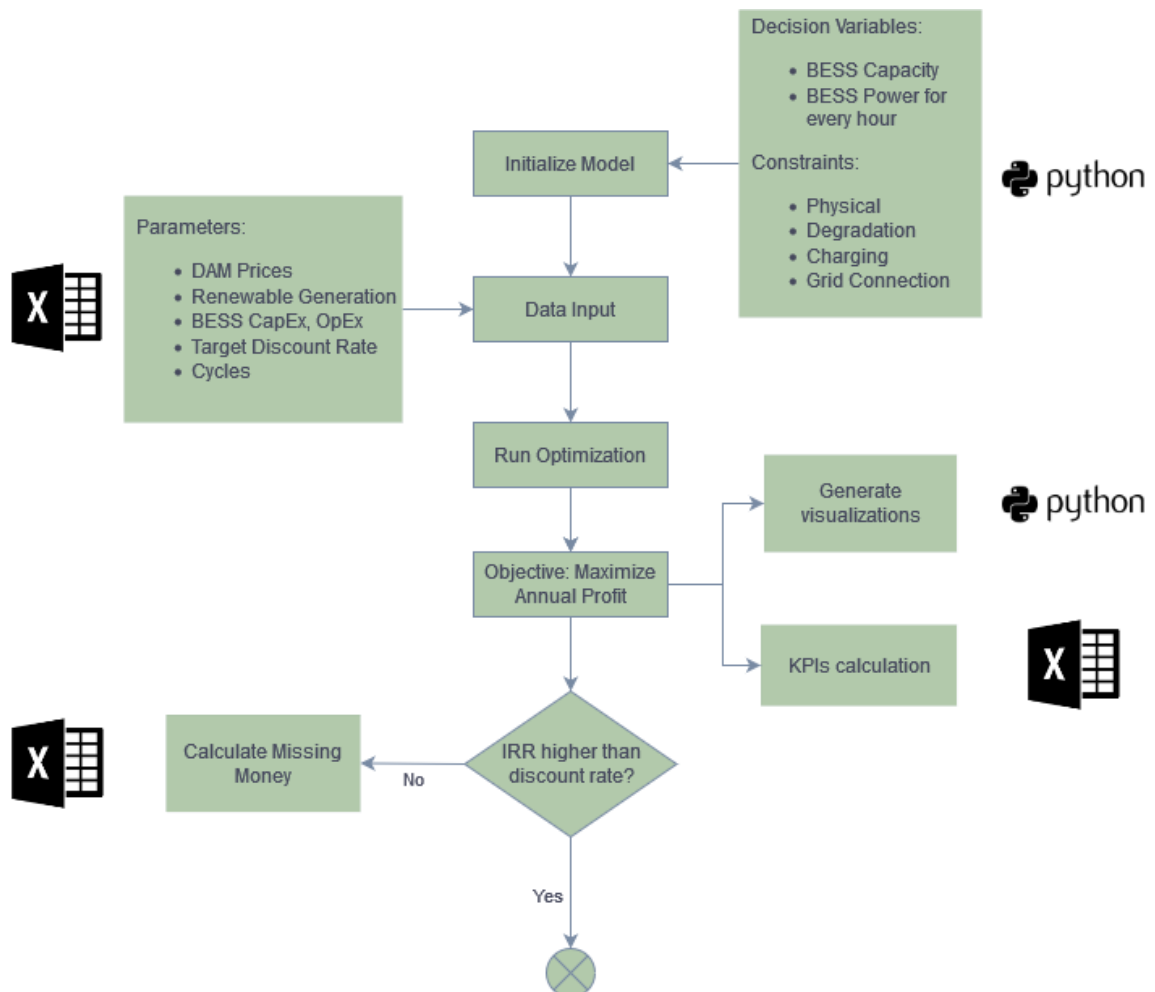 Decision Variables:
• BESS Capacity
• BESS Power for
every hour
Constraints:
• Physical
• Degradation
• Charging
• Grid Connection
python
Initialize Model
Parameters:
• DAM Prices
• Renewable Generation
• BESS CapEx, OpEx
• Target Discount Rate
• Cycles
X
Data Input
Run Optimization
Generate
visualizations
python
Objective: Maximize
Annual Profit
KPIs calculation
X
IRR higher than
discount rate?
No
Calculate Missing
Money
X
Yes